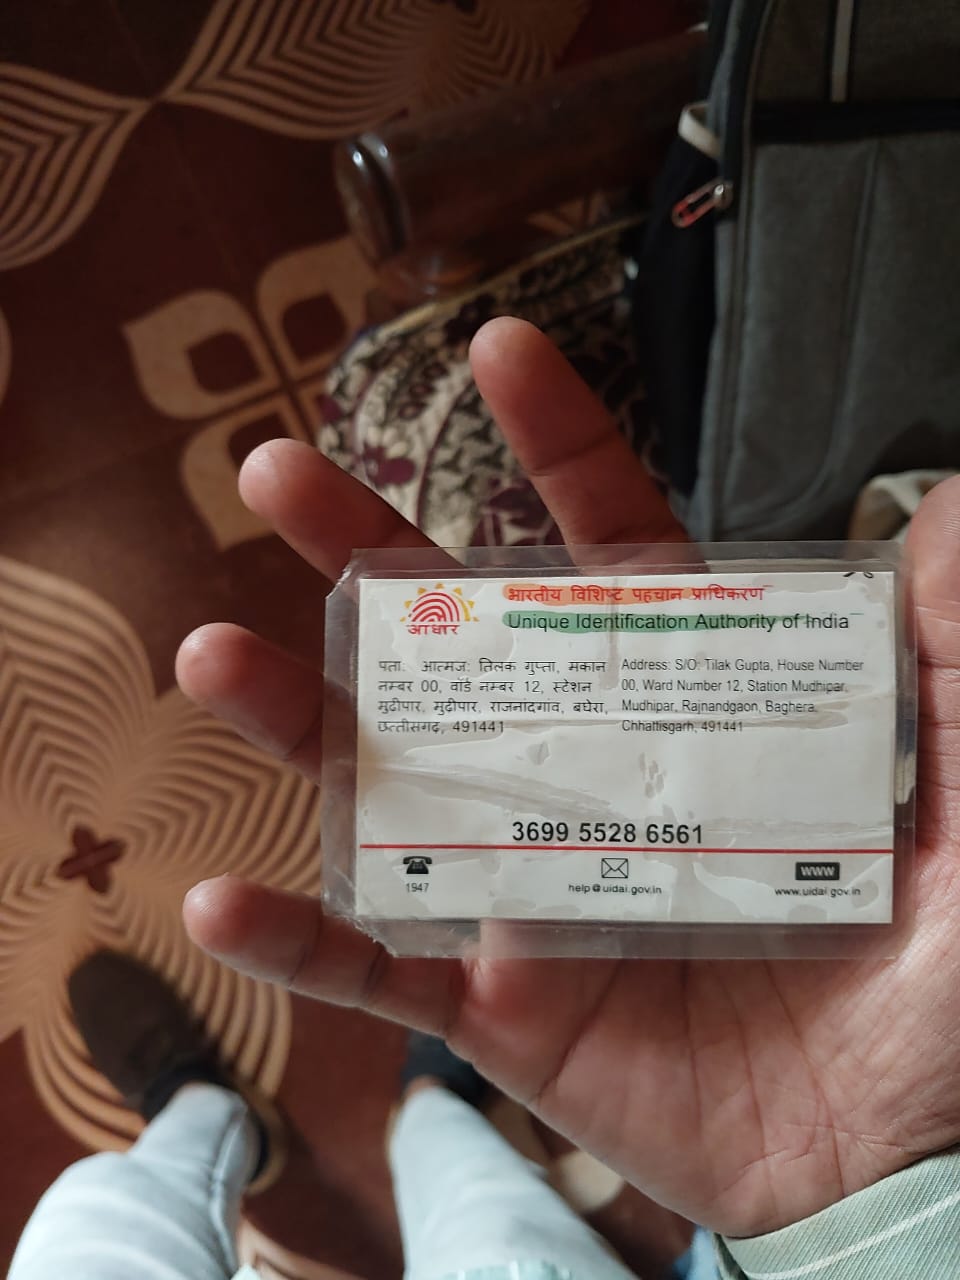 आधार
भारतीय विशिष्ट पहचान प्राधिकरण
Unique Identification Authority of India
पता: आत्मज: तिलक गुप्ता, मकान
नम्बर 00, वॉर्ड नम्बर 12, स्टेशन
मुढीपार, मुढीपार, राजनांदगांव, बघेरा,
छत्तीसगढ़, 491441
Address: S/O: Tilak Gupta, House Number
00, Ward Number 12, Station Mudhipar,
Mudhipar, Rajnandgaon, Baghera,
Chhattisgarh, 491441
3699 5528 6561
1947
help@uidai.gov.in
www
www.uidai.gov.in